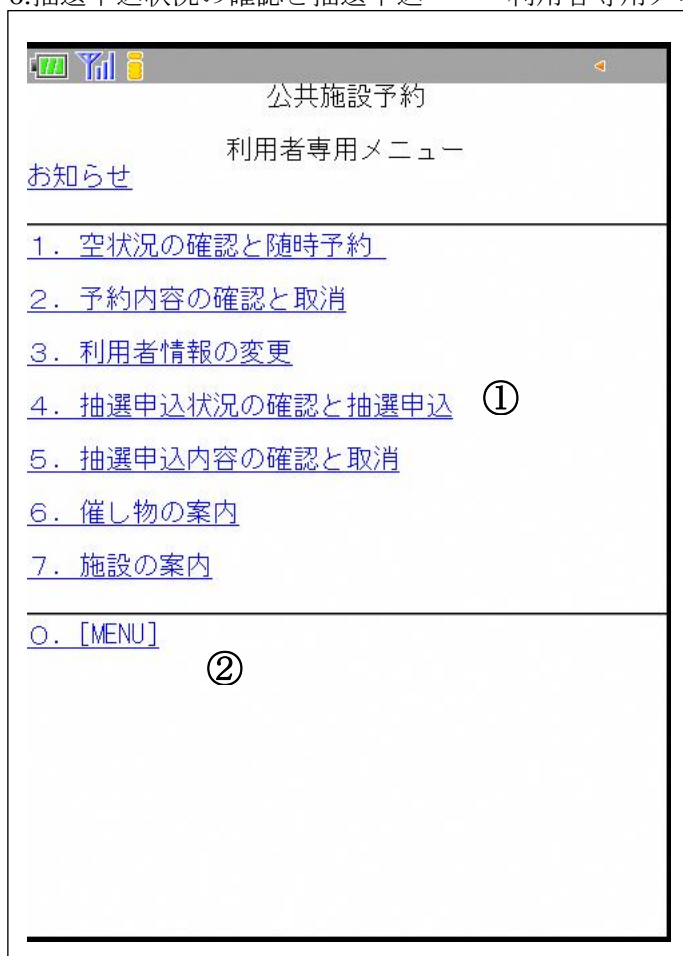 公共施設予約
利用者専用メニュー
お知らせ
１．空状況の確認と随時予約
２．予約内容の確認と取消
３．利用者情報の変更
４．抽選申込状況の確認と抽選申込 ①
５．抽選申込内容の確認と取消
６．催し物の案内
７．施設の案内
０．[MENU]
②